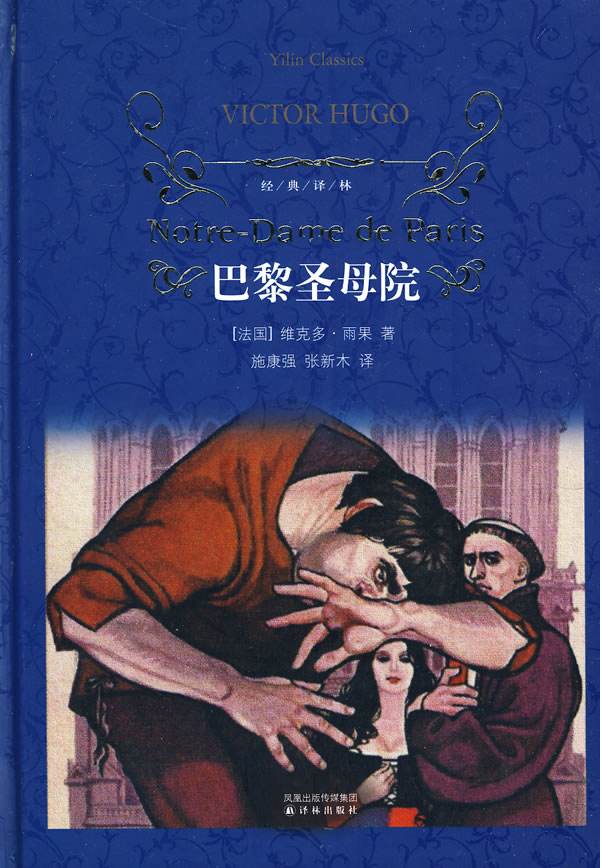 Yilin Classics
VICTOR HUGO
经/典/译/林
Notre-Dame de Paris
巴黎圣母院
[法国] 维克多·雨果 著
施康强 张新木 译
凤凰出版传媒集团
译林出版社